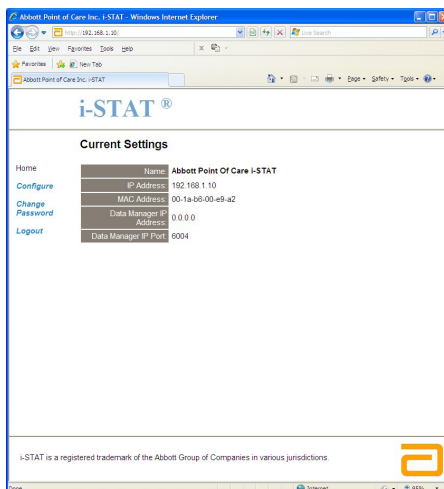 Abbott Point of Care Inc. i-STAT - Windows Internet Explorer
http://192.168.1.10/
Live Search
File Edit View Favorites Tools Help
Favorites New Tab
Abbott Point of Care Inc. i-STAT
Page Safety Tools
i-STAT ®
Current Settings
Home
Configure
Change
Password
Logout
Name: Abbott Point Of Care i-STAT
IP Address: 192.168.1.10
MAC Address: 00-1a-b6-00-e9-a2
Data Manager IP
Address: 0.0.0.0
Data Manager IP Port: 6004
i-STAT is a registered trademark of the Abbott Group of Companies in various jurisdictions.
Done Internet 95%